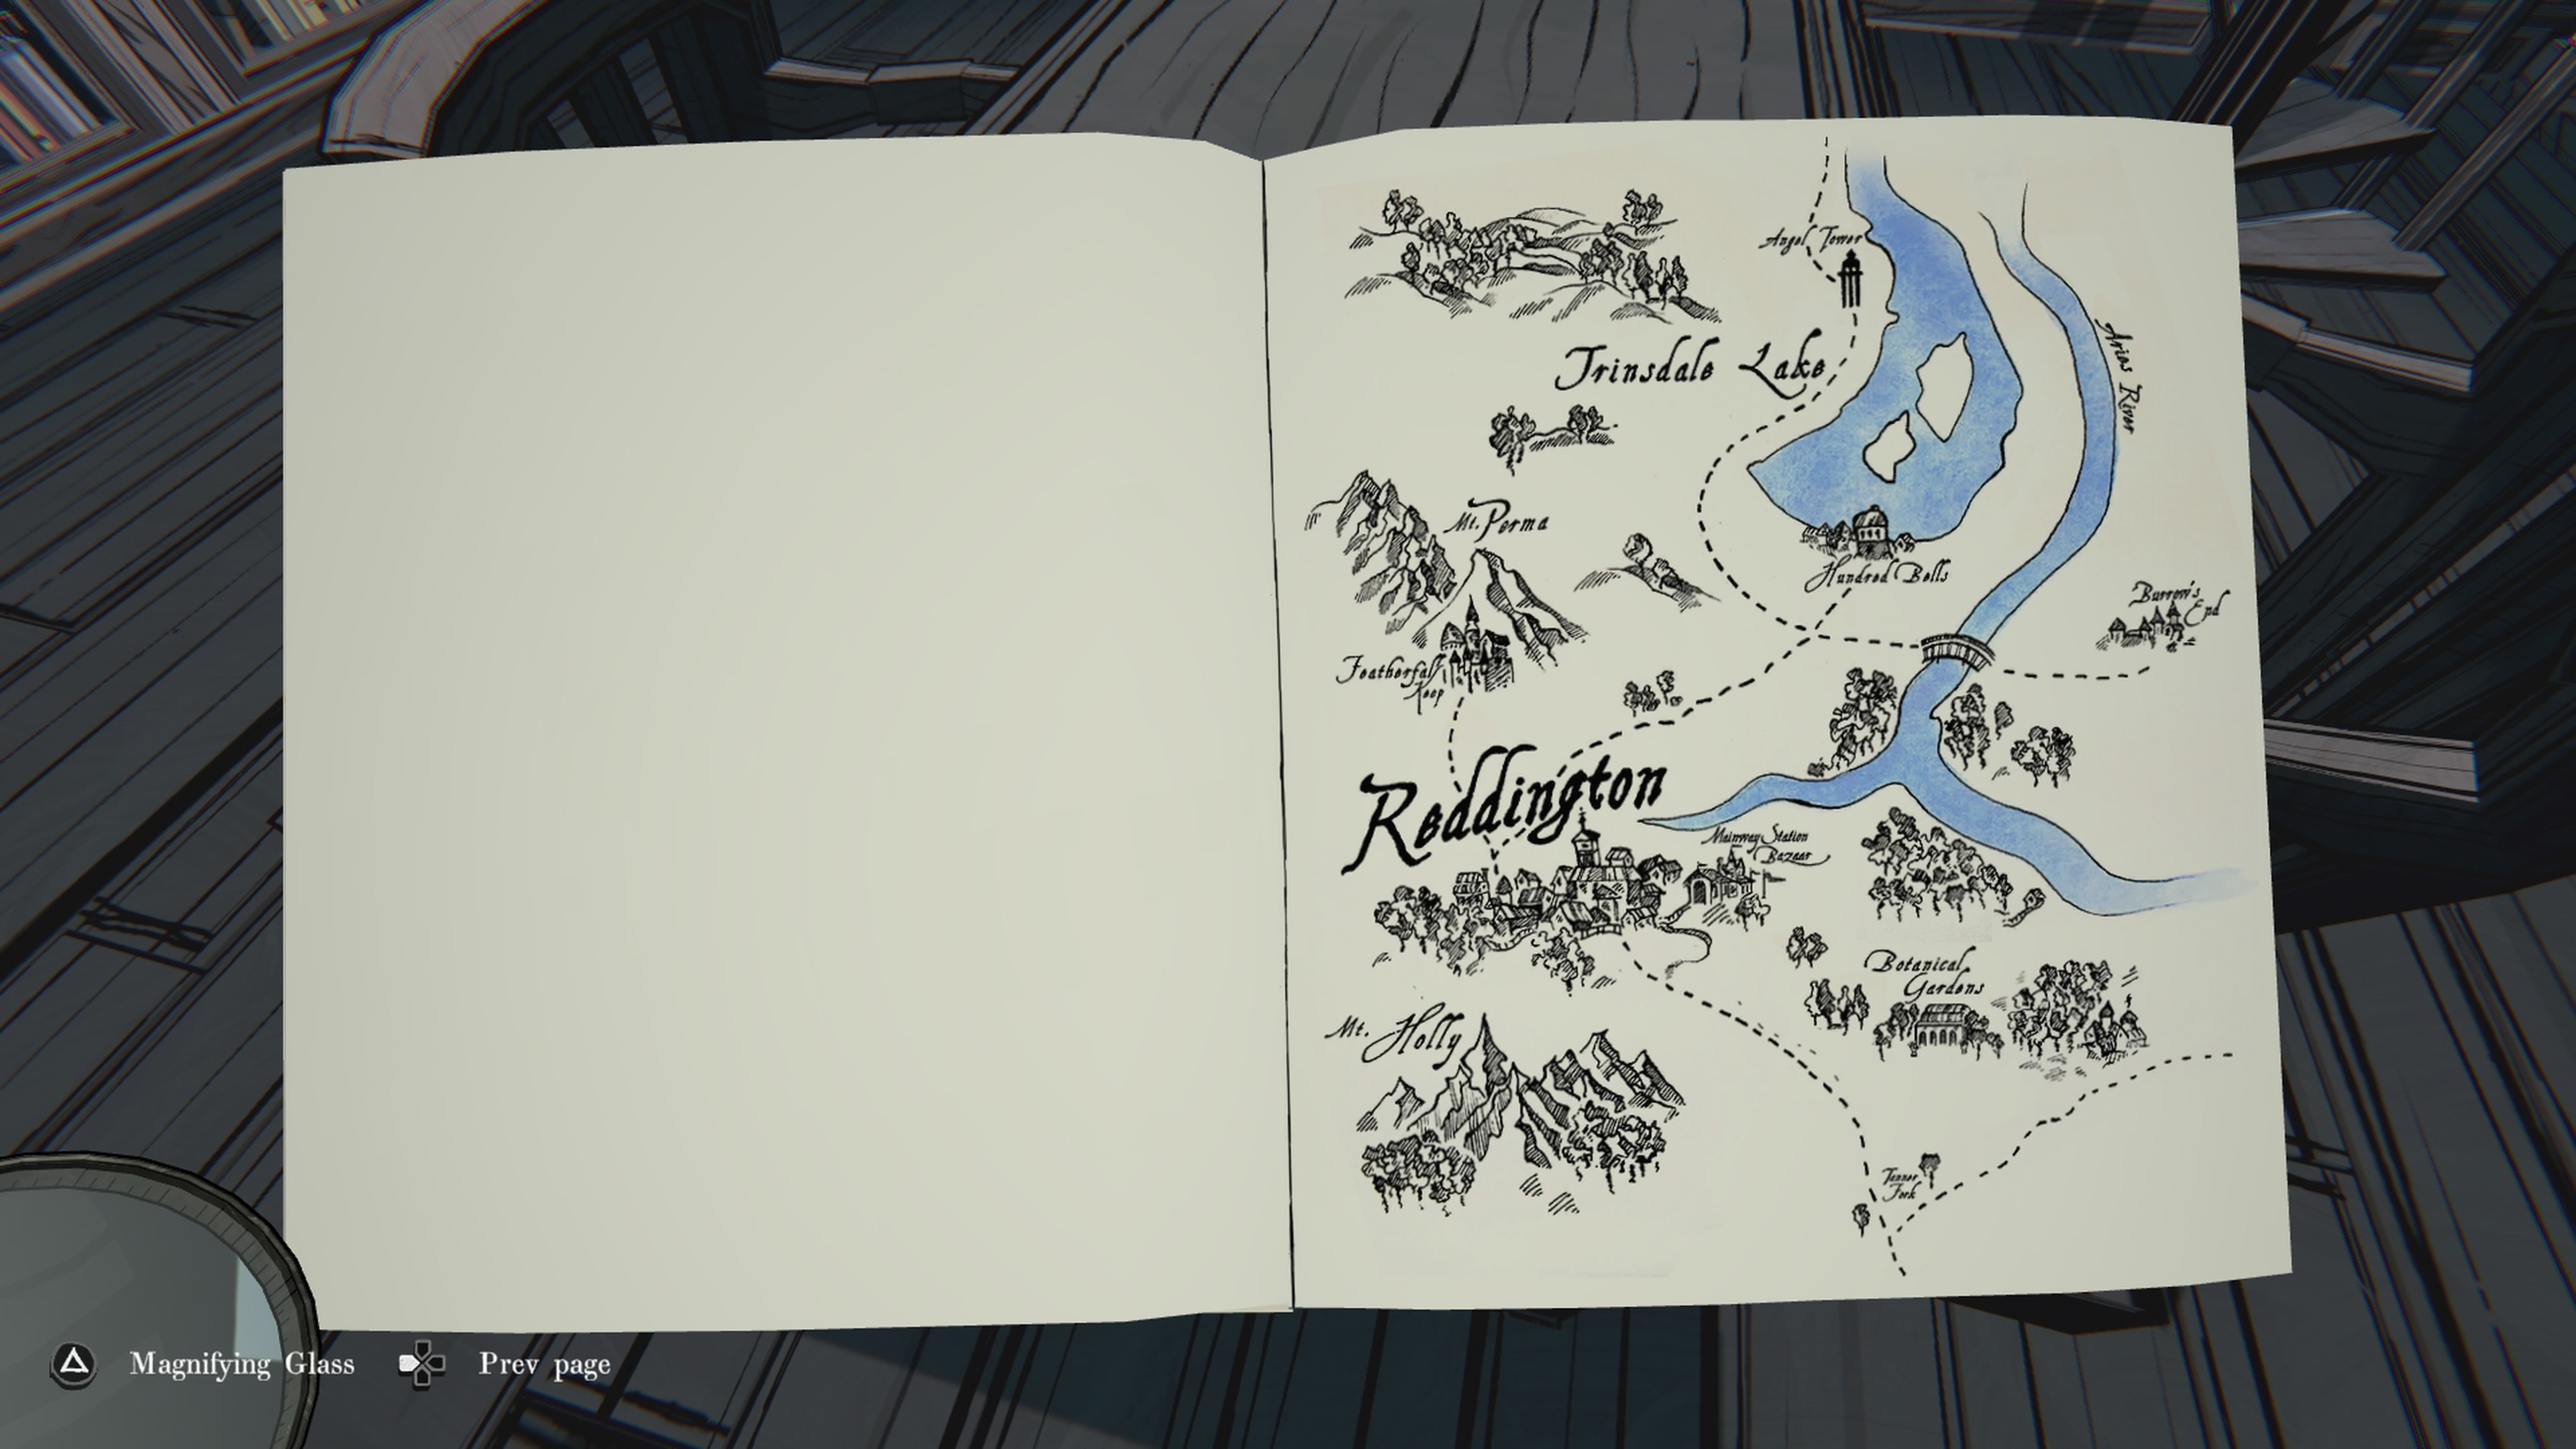 Angel Tower
Trinsdale Lake
Aries River
Mt. Perma
Hundred Bells
Burrow's
End
Featherfall
Keep
Reddington
Mainway Station
Bazaar
Botanical
Gardens
Mt. Holly
Tanner
Fork
Magnifying Glass
Prev page